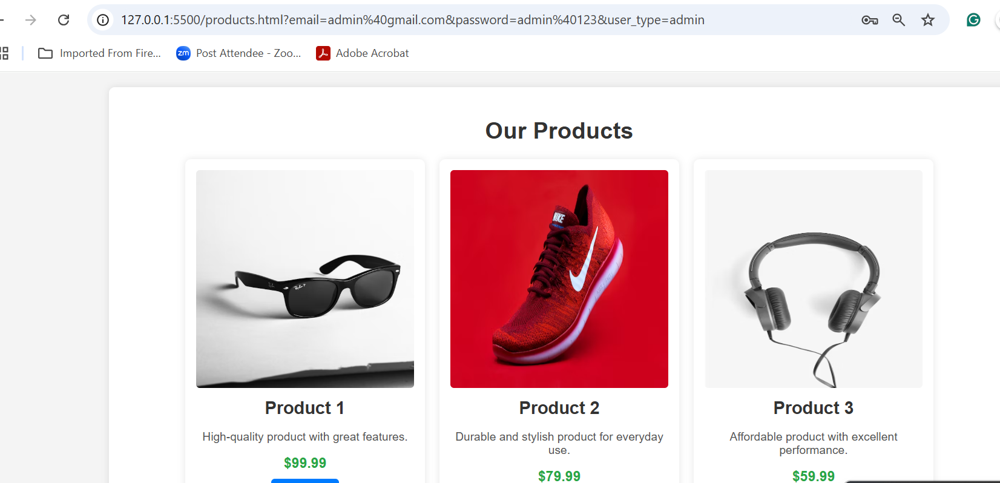 127.0.0.1:5500/products.html?email=admin%40gmail.com&password=admin%40123&user_type=admin
Imported From Fire... zm Post Attendee - Zoo... Adobe Acrobat
Our Products
Ray-Ban
NIKE
Product 1 Product 2 Product 3
High-quality product with great features. Durable and stylish product for everyday use. Affordable product with excellent performance.
$99.99 $79.99 $59.99